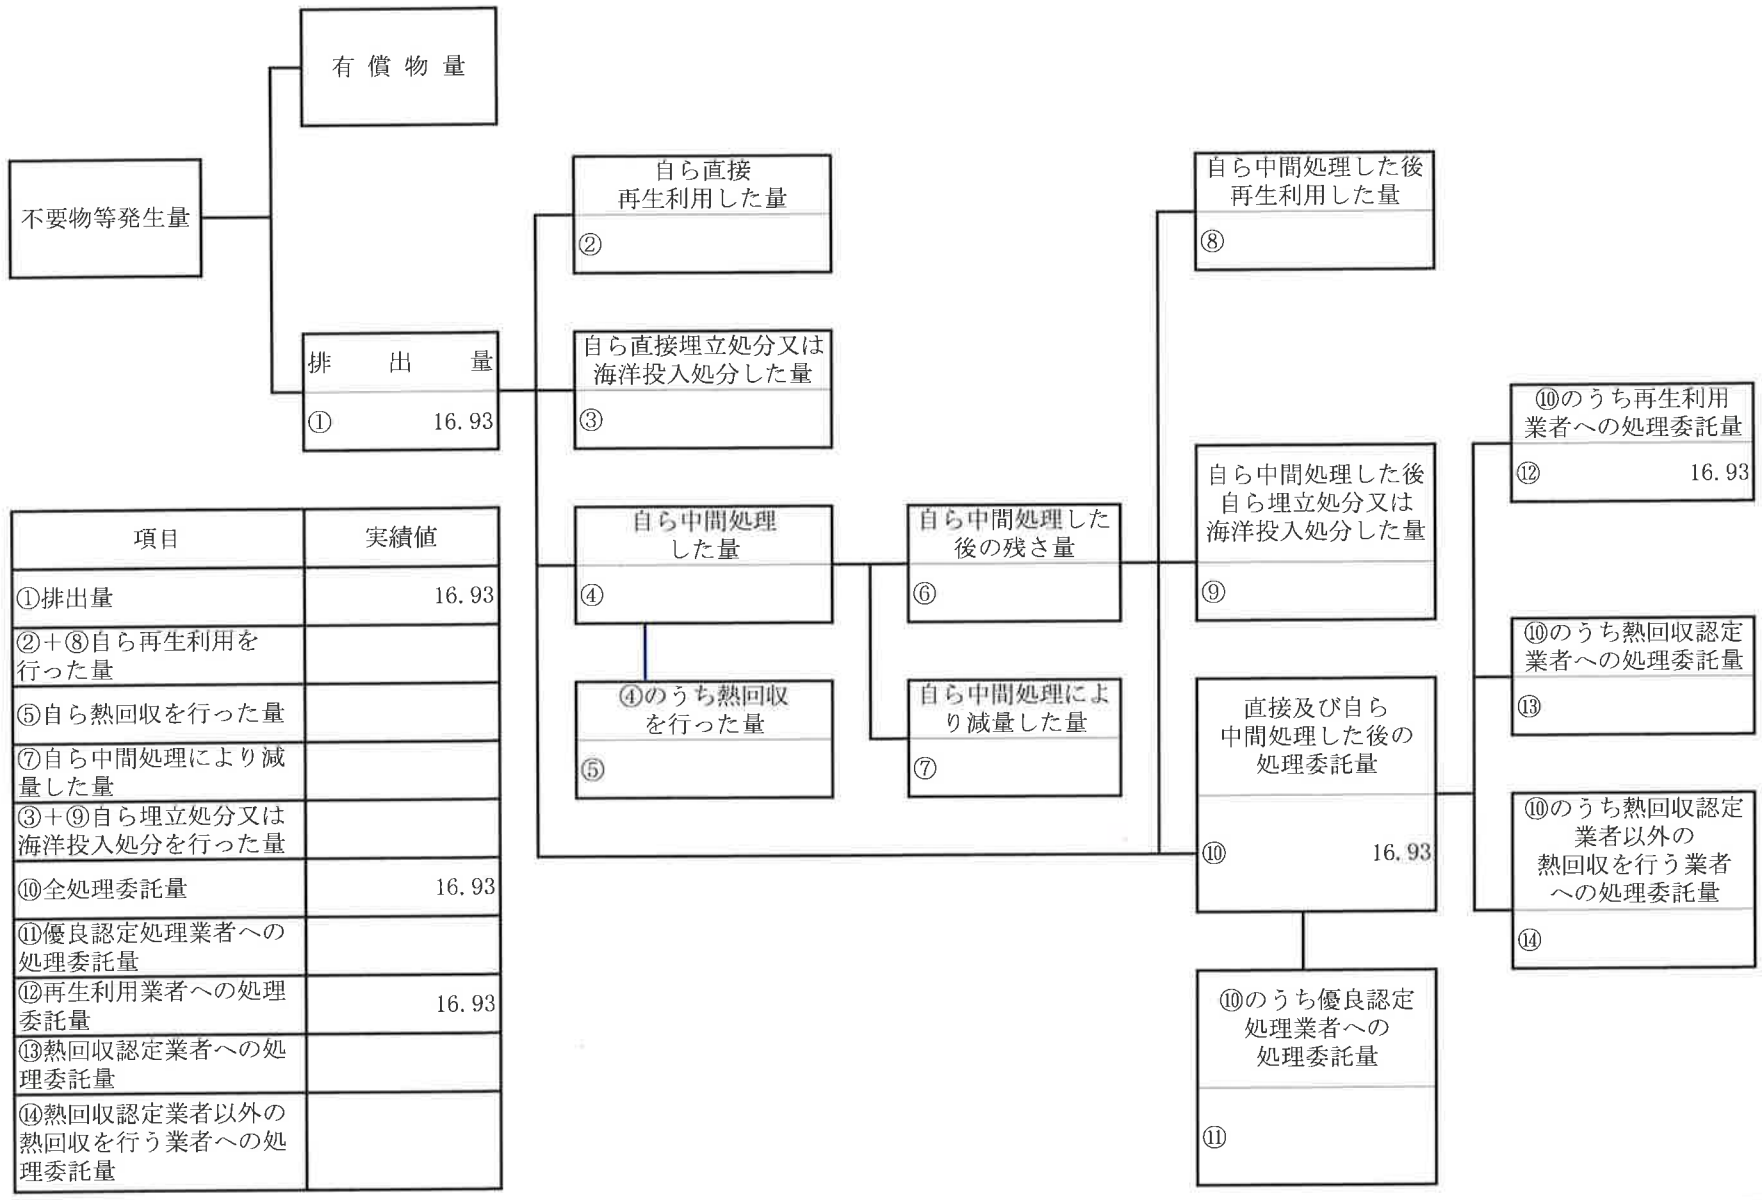 有償物量
不要物等発生量
排出量
① 16.93
自ら直接
再生利用した量
②
自ら直接埋立処分又は
海洋投入処分した量
③
自ら中間処理
した量
④
④のうち熱回収
を行った量
⑤
自ら中間処理した
後の残さ量
⑥
自ら中間処理によ
り減量した量
⑦
自ら中間処理した後
再生利用した量
⑧
自ら中間処理した後
自ら埋立処分又は
海洋投入処分した量
⑨
直接及び自ら
中間処理した後の
処理委託量
⑩ 16.93
⑩のうち優良認定
処理業者への
処理委託量
⑪
⑩のうち再生利用
業者への処理委託量
⑫ 16.93
⑩のうち熱回収認定
業者への処理委託量
⑬
⑩のうち熱回収認定
業者以外の
熱回収を行う業者
への処理委託量
⑭
項目 実績値
①排出量 16.93
②+⑧自ら再生利用を
行った量
⑤自ら熱回収を行った量
⑦自ら中間処理により減
量した量
③+⑨自ら埋立処分又は
海洋投入処分を行った量
⑩全処理委託量 16.93
⑪優良認定処理業者への
処理委託量
⑫再生利用業者への処理
委託量 16.93
⑬熱回収認定業者への処
理委託量
⑭熱回収認定業者以外の
熱回収を行う業者への処
理委託量